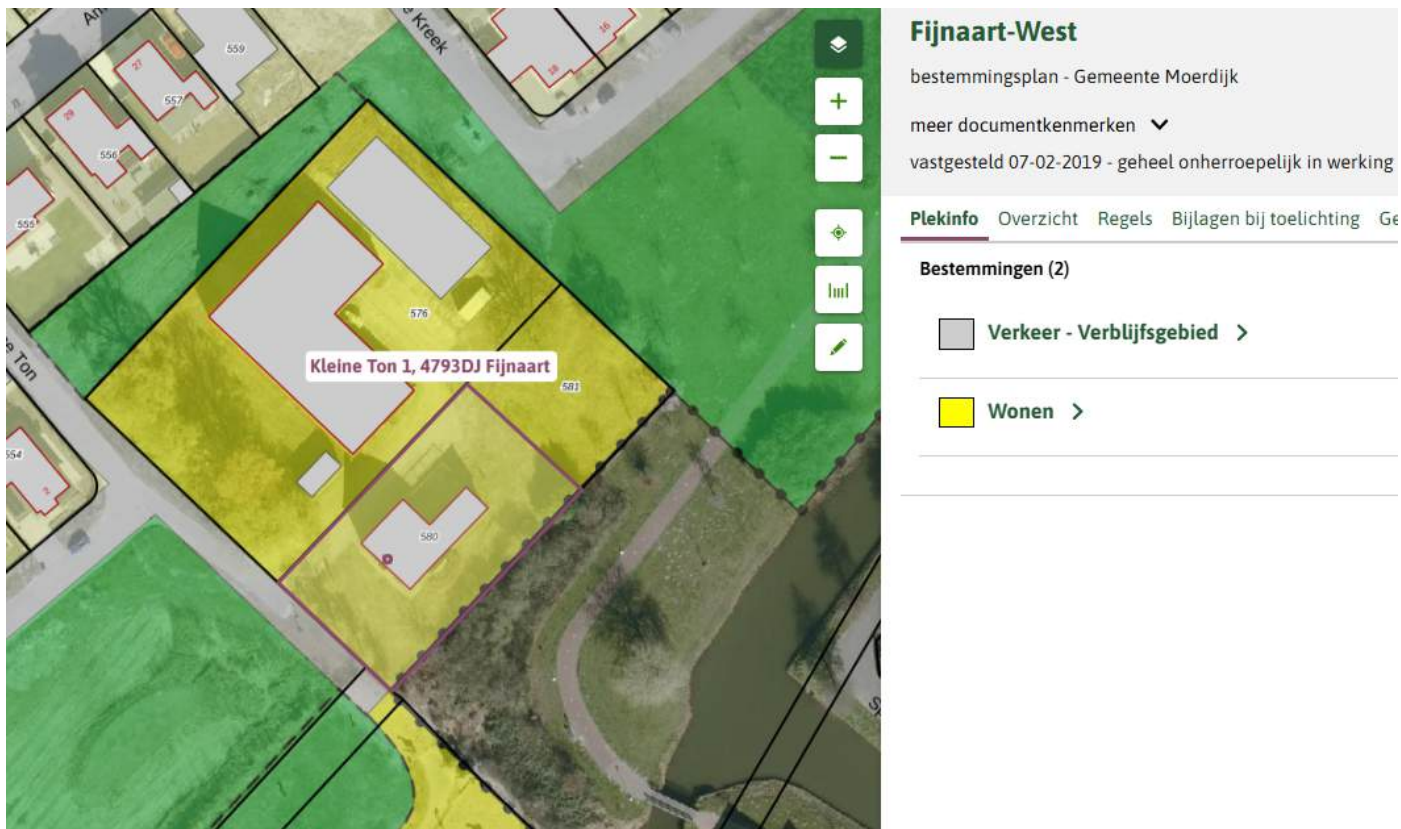 Fijnaart-West
bestemmingsplan - Gemeente Moerdijk
meer documentkenmerken
vastgesteld 07-02-2019 - geheel onherroepelijk in werking
Plekinfo Overzicht Regels Bijlagen bij toelichting Ge
Bestemmingen (2)
Verkeer - Verblijfsgebied
Wonen
Kreek
16
18
559
27
557
29
556
555
576
Kleine Ton 1, 4793DJ Fijnaart
581
Ton
554
2
580